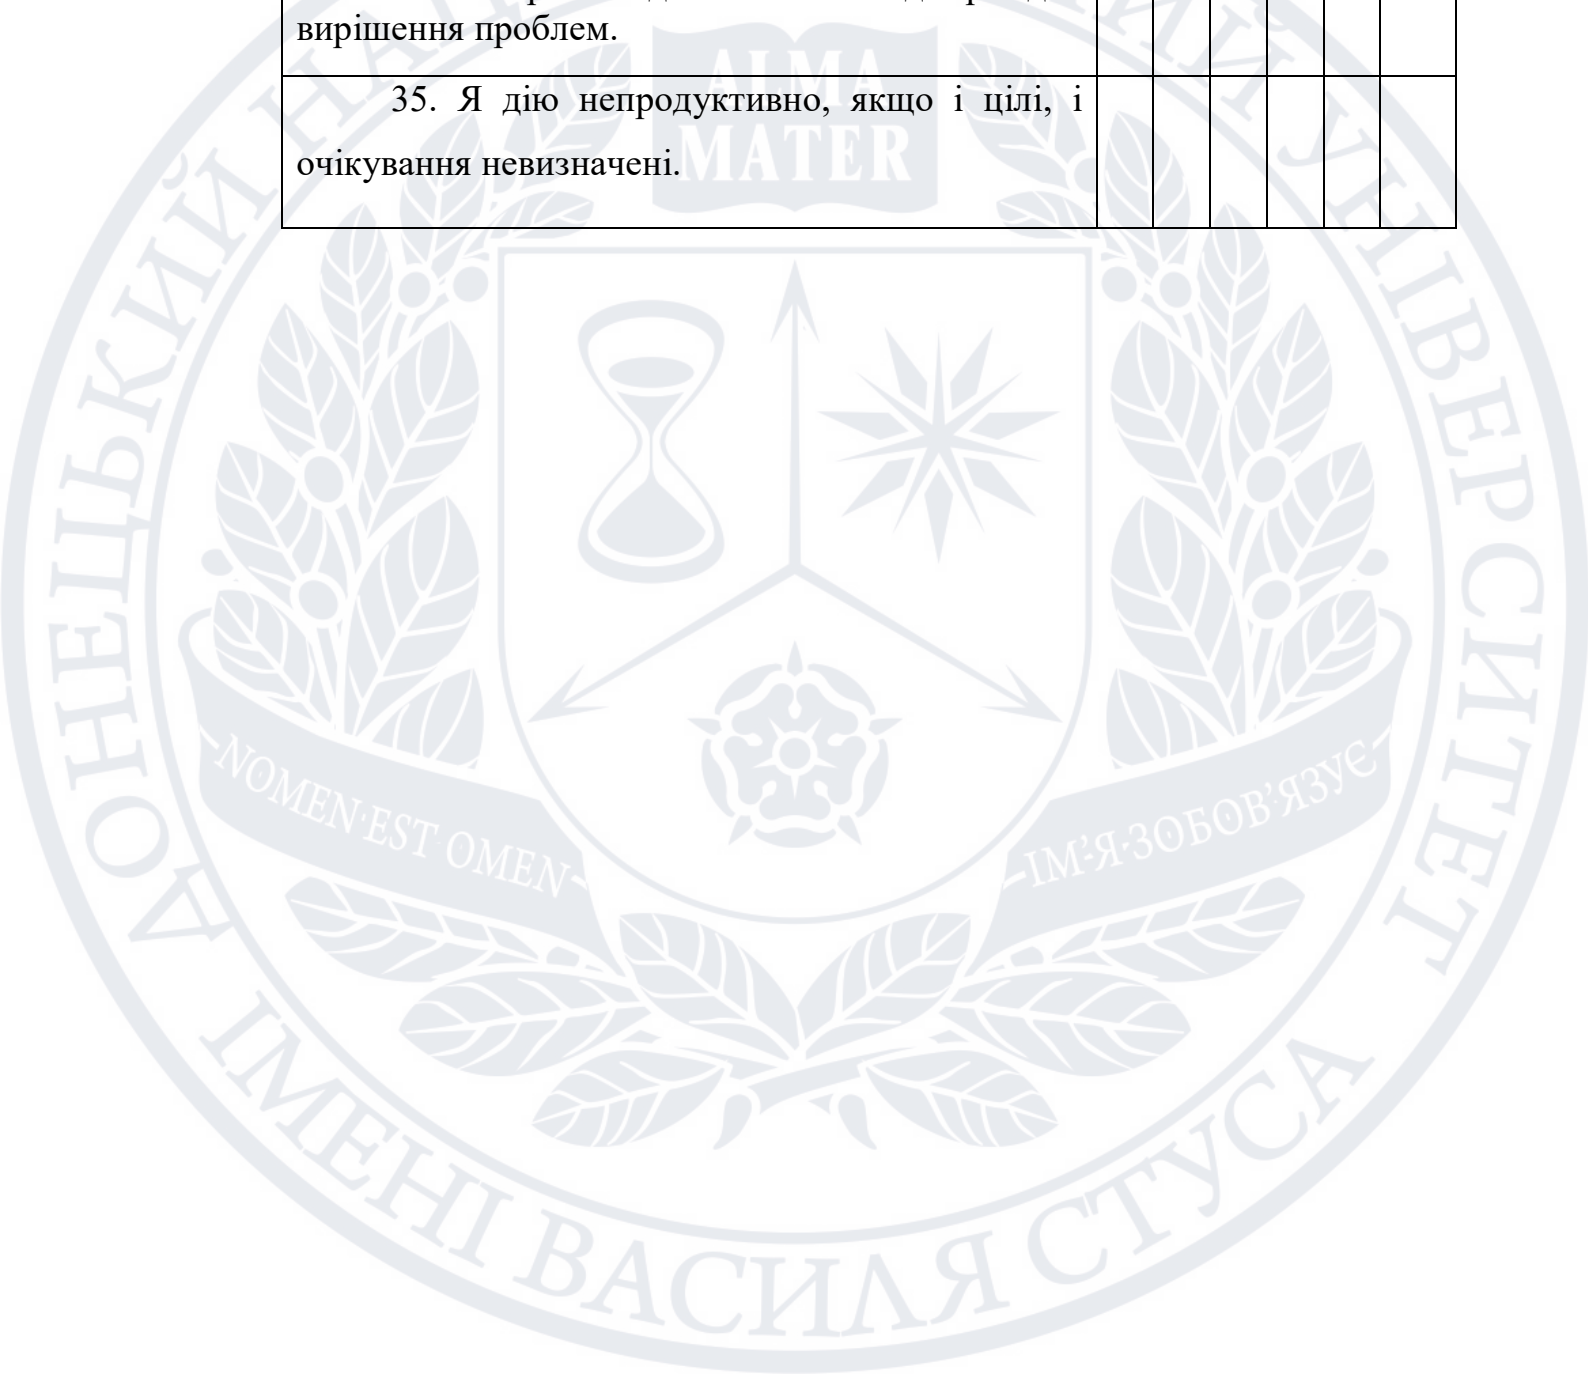 вирішення проблем.
35. Я дію непродуктивно, якщо і цілі, і
очікування невизначені.
ALMA
MATER
NOMEN·EST·OMEN
ІМ'Я·ЗОБОВ'ЯЗУЄ
ДОНЕЦЬКИЙ
УНІВЕРСИТЕТ
ІМЕНІ ВАСИЛЯ СТУСА